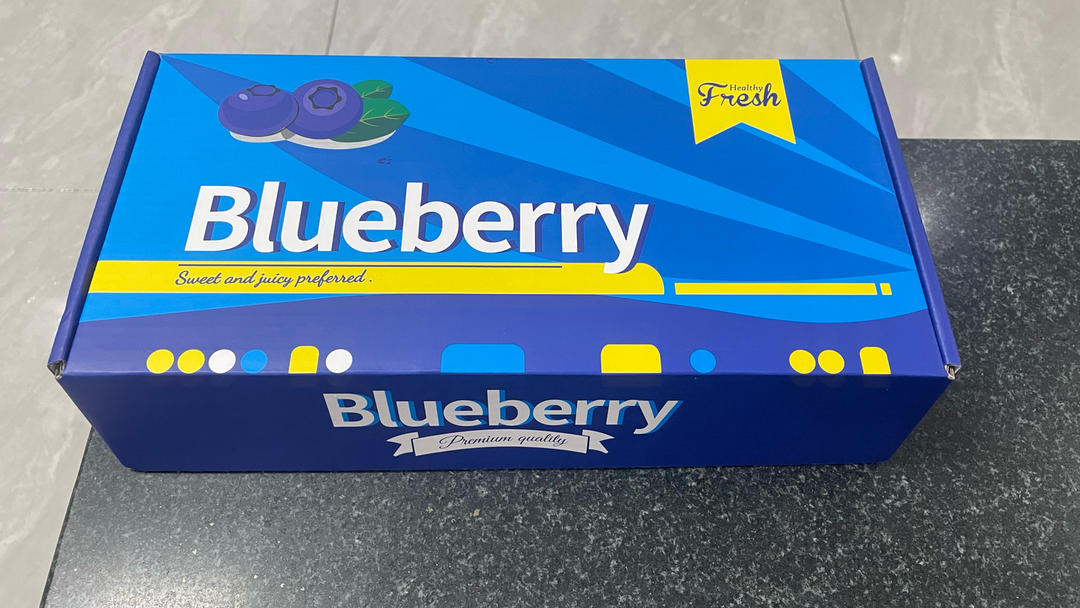 Healthy
Fresh
Blueberry
Sweet and juicy preferred .
Blueberry
Premium quality